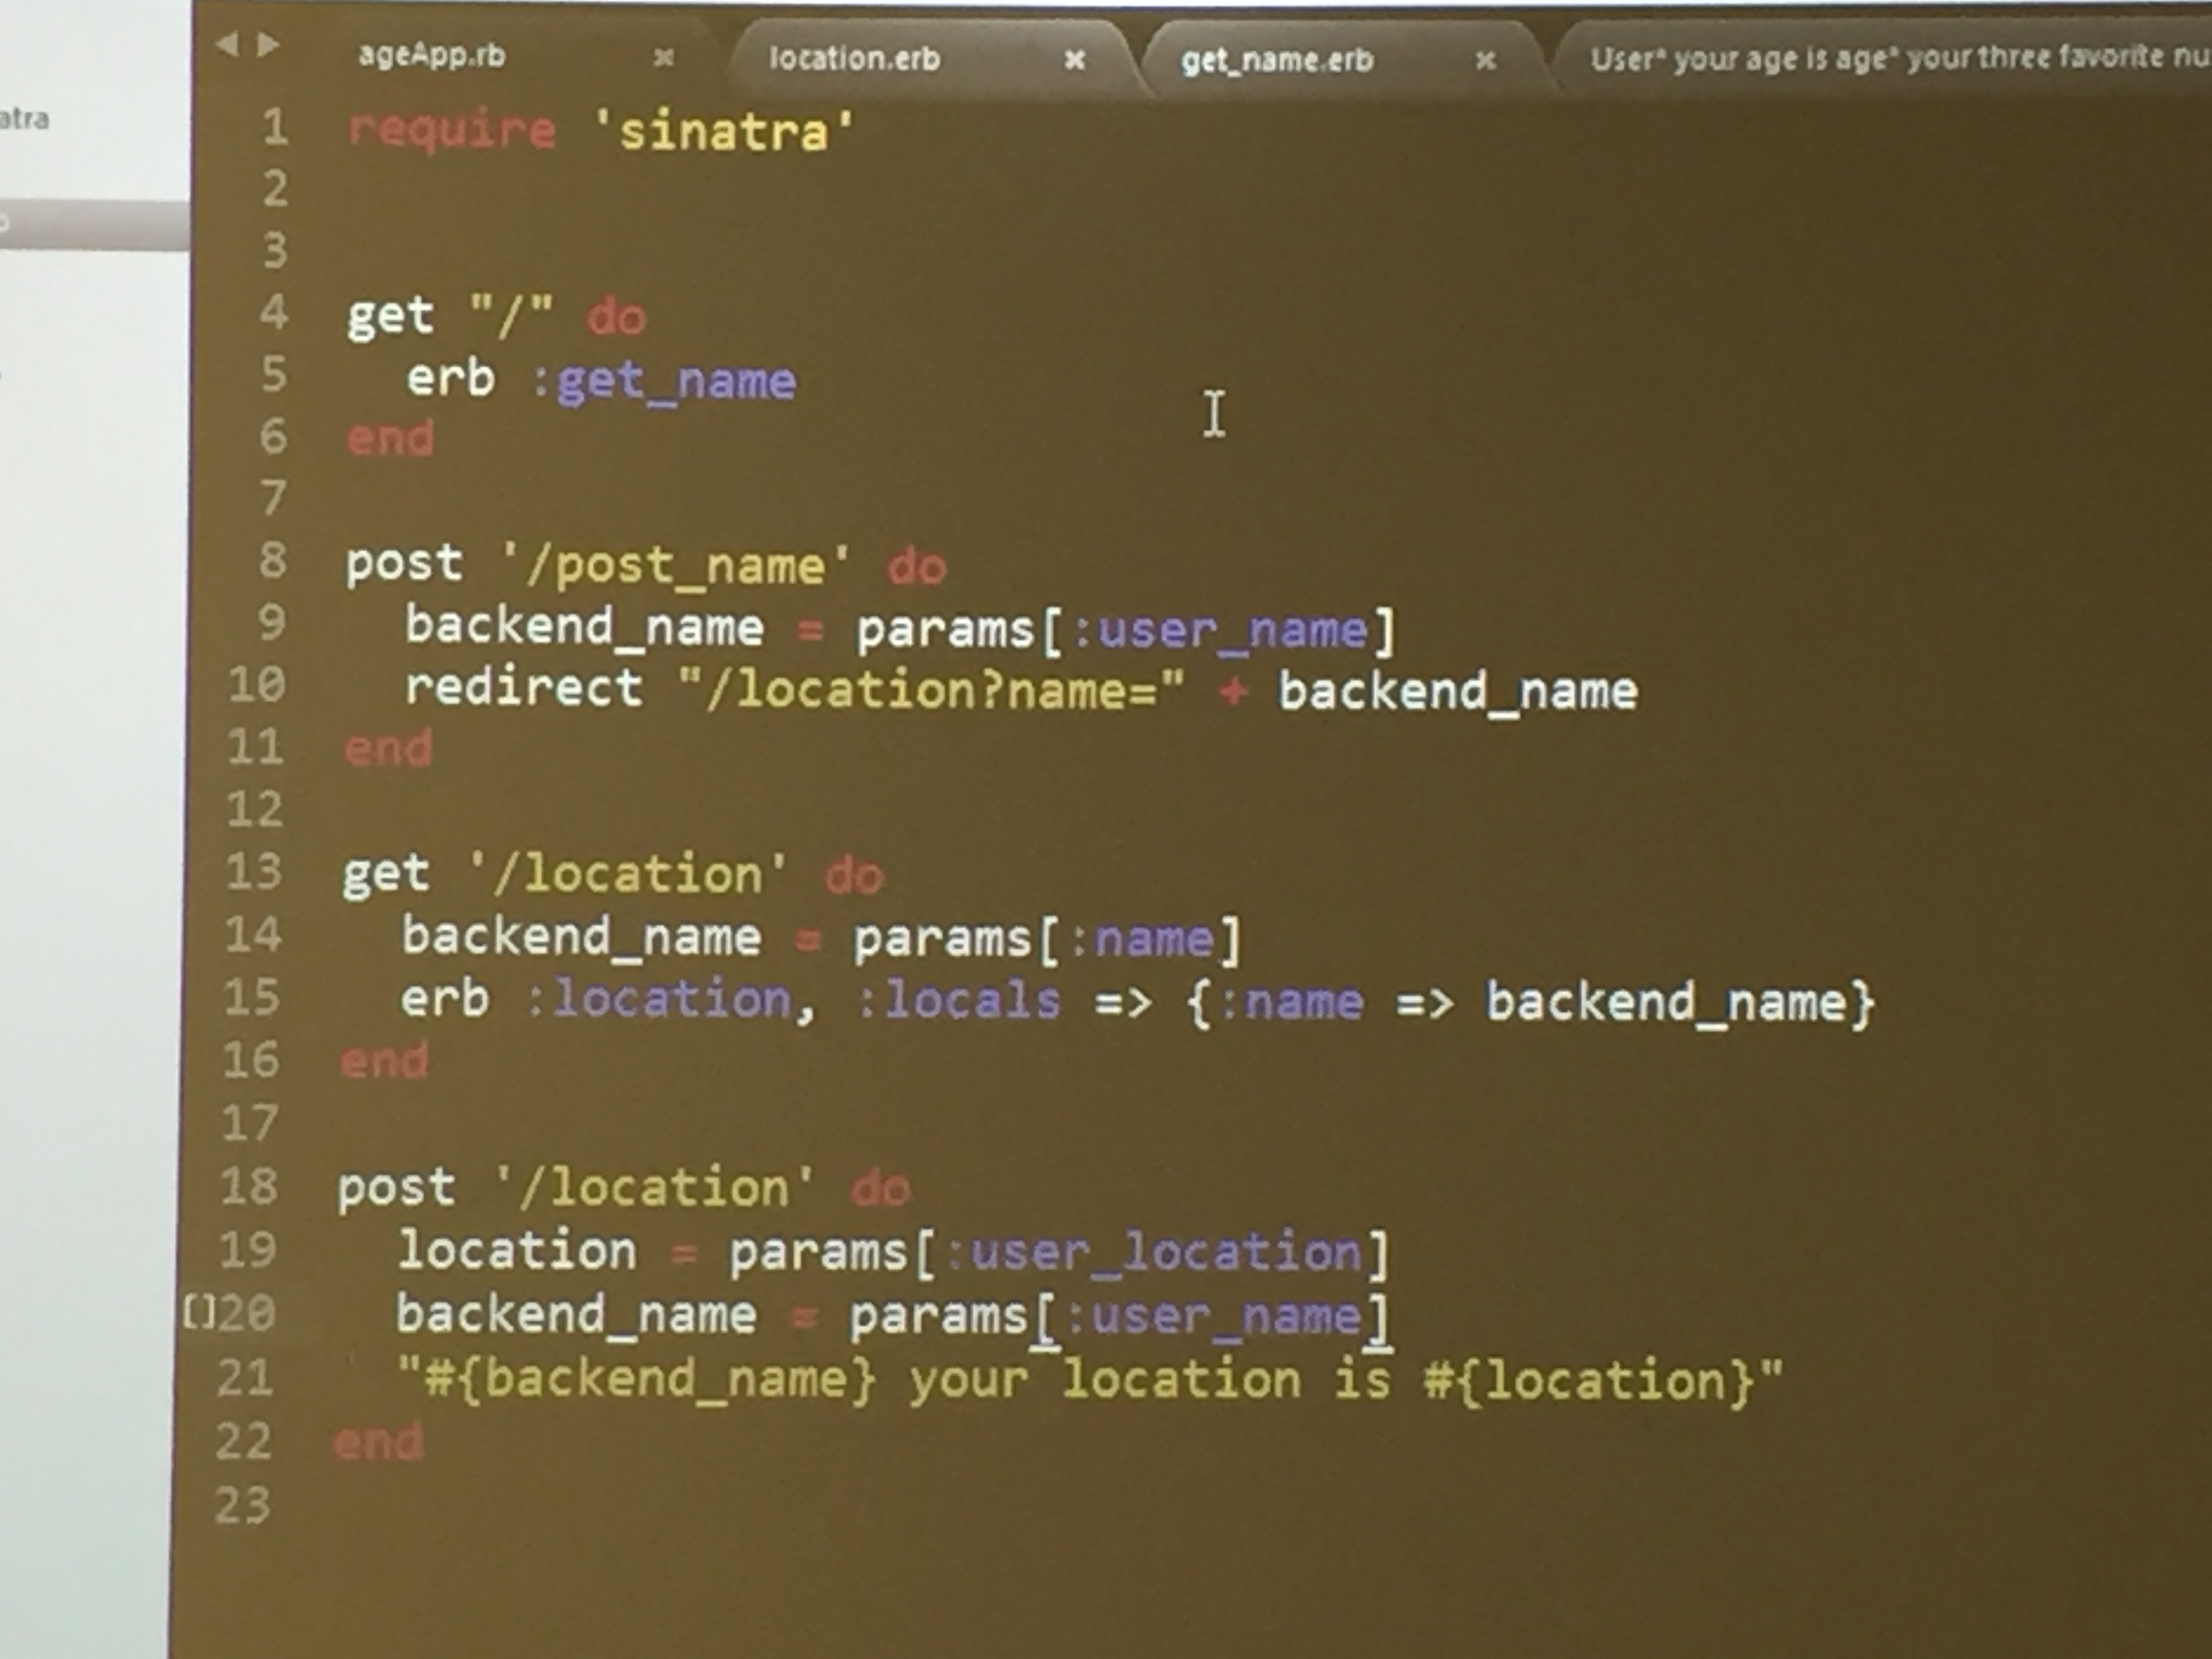 ageApp.rb location.erb get_name.erb User* your age is age* your three favorite nu
atra
1 require 'sinatra'
2
3
4 get "/" do
5   erb :get_name
6 end
7
8 post '/post_name' do
9   backend_name = params[:user_name]
10   redirect "/location?name=" + backend_name
11 end
12
13 get '/location' do
14   backend_name = params[:name]
15   erb :location, :locals => {:name => backend_name}
16 end
17
18 post '/location' do
19   location = params[:user_location]
20   backend_name = params[:user_name]
21   "#{backend_name} your location is #{location}"
22 end
23